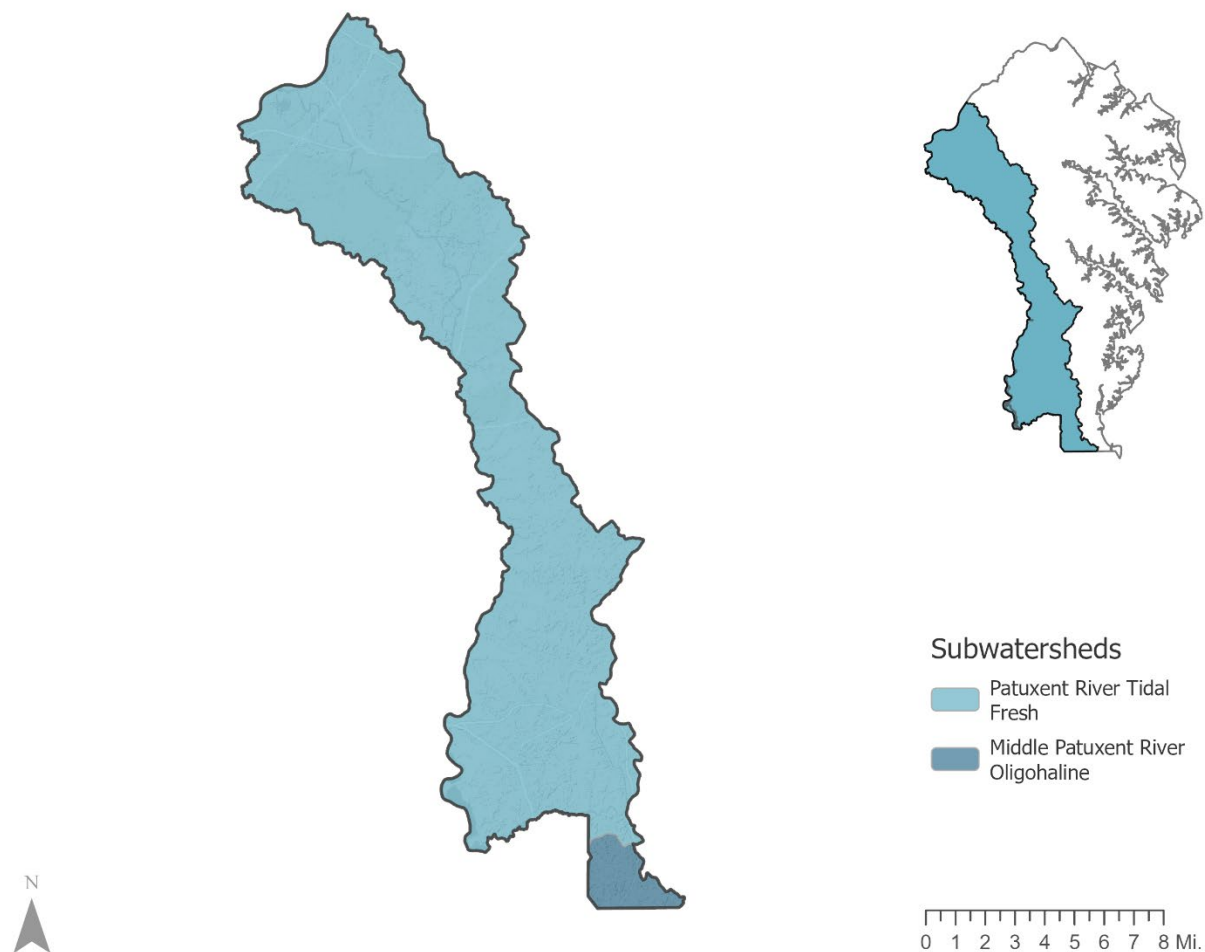 Subwatersheds
Patuxent River Tidal
Fresh
Middle Patuxent River
Oligohaline
N
0 1 2 3 4 5 6 7 8 Mi.